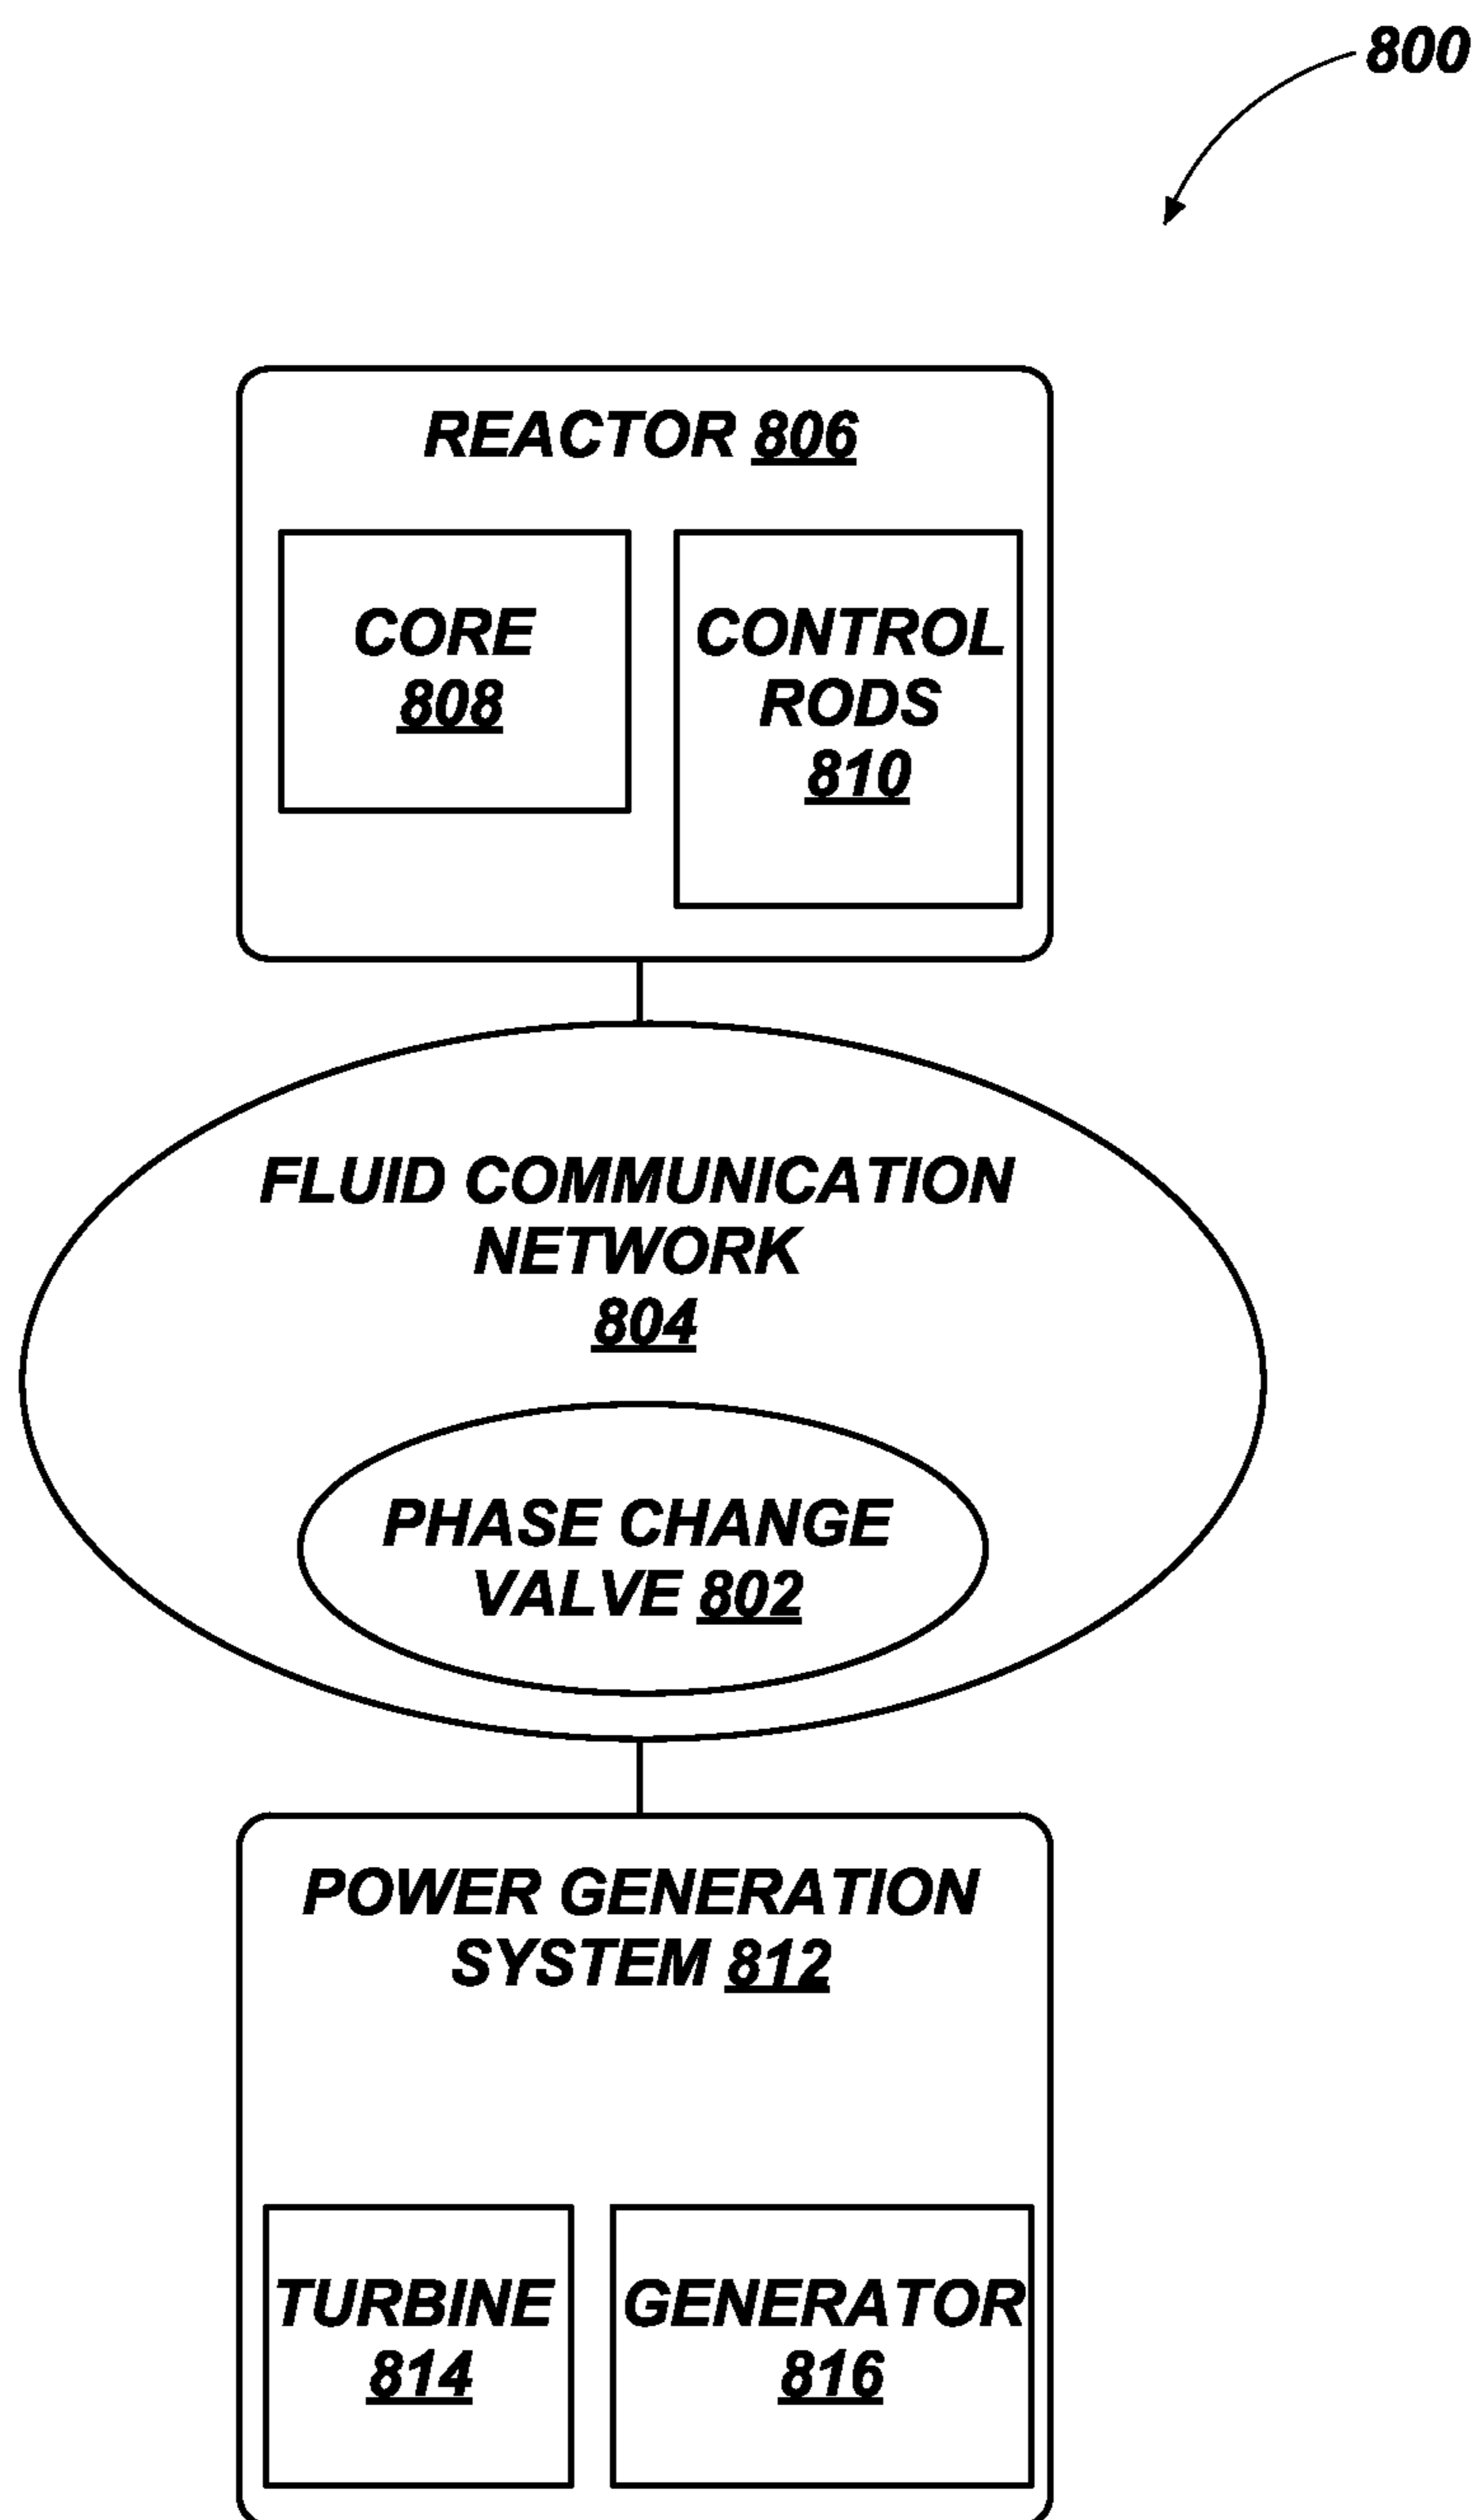 800
REACTOR 806
CORE
808
CONTROL
RODS
810
FLUID COMMUNICATION
NETWORK
804
PHASE CHANGE
VALVE 802
POWER GENERATION
SYSTEM 812
TURBINE
814
GENERATOR
816